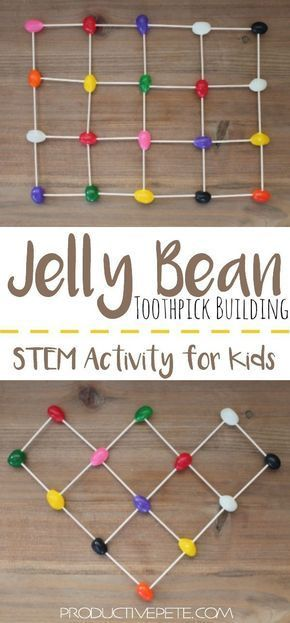 Jelly Bean
Toothpick Building
STEM Activity for Kids
PRODUCTIVEPETE.COM